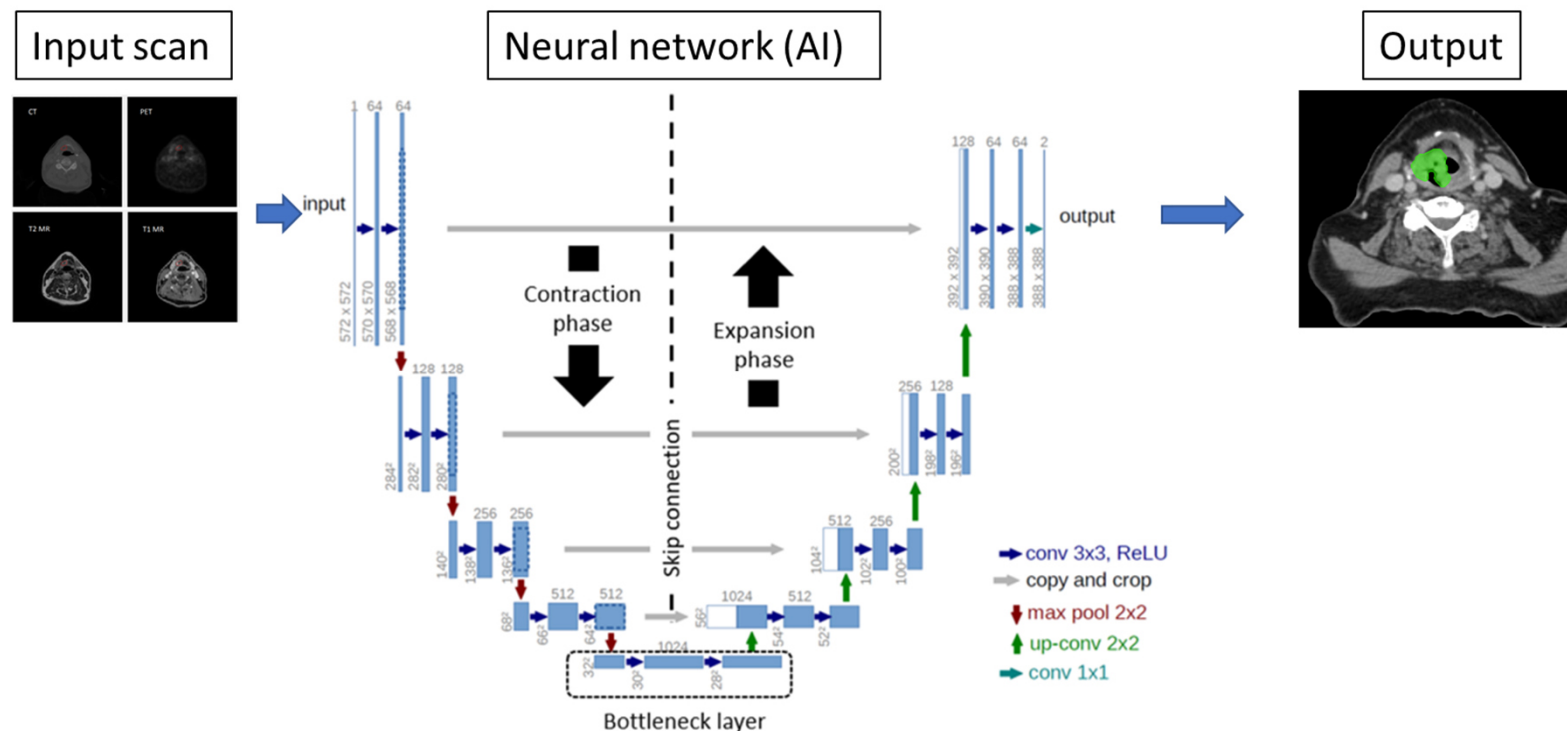 Input scan
Neural network (AI)
Output
CT
PET
T2 MR
T1 MR
input
1 64 64
572 x 572
570 x 570
568 x 568
128 64 64 2
392 x 392
390 x 390
388 x 388
388 x 388
output
Contraction
phase
Expansion
phase
Skip connection
128 128
284²
282²
280²
256 128
200²
198²
196²
256 256
140²
138²
136²
512 256
104²
102²
100²
512 512
68²
66²
64²
1024 512
56²
54²
52²
1024
32²
30²
28²
Bottleneck layer
conv 3x3, ReLU
copy and crop
max pool 2x2
up-conv 2x2
conv 1x1